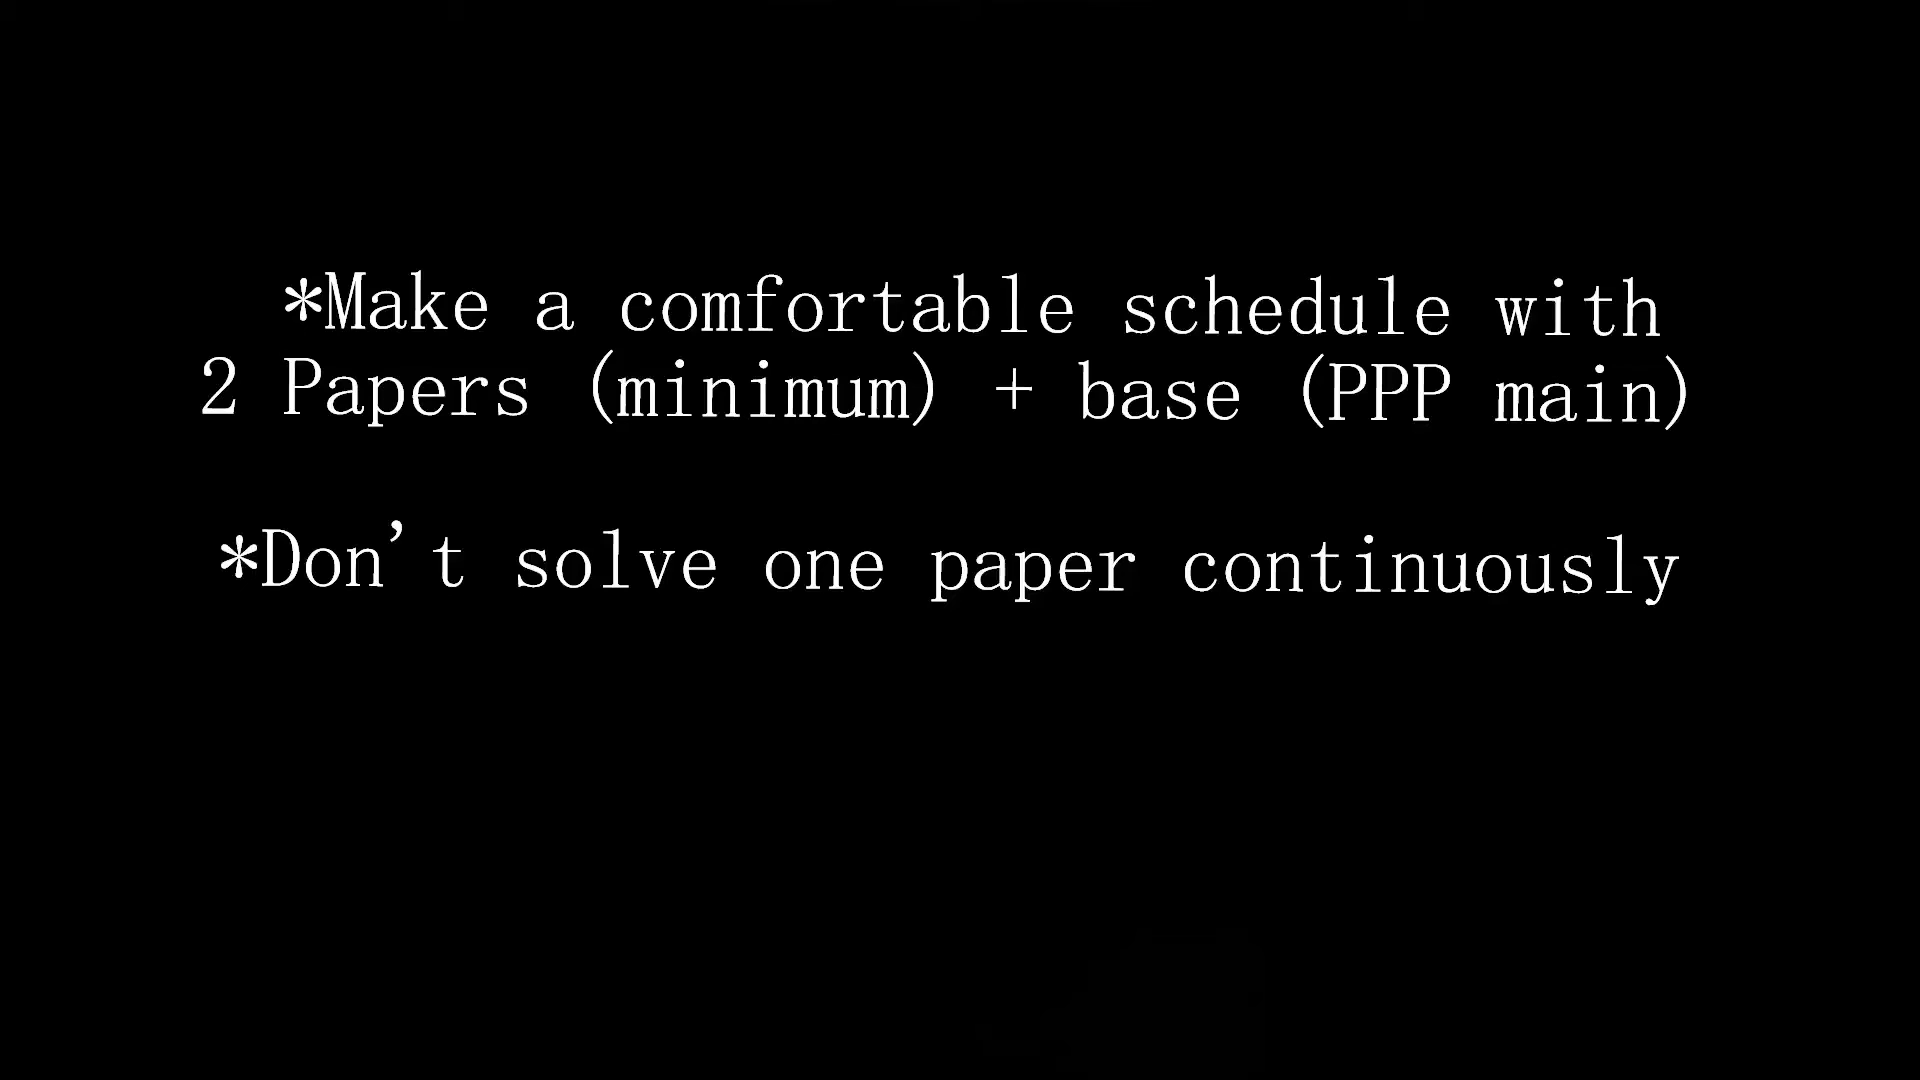 *Make a comfortable schedule with
2 Papers (minimum) + base (PPP main)
*Don't solve one paper continuously